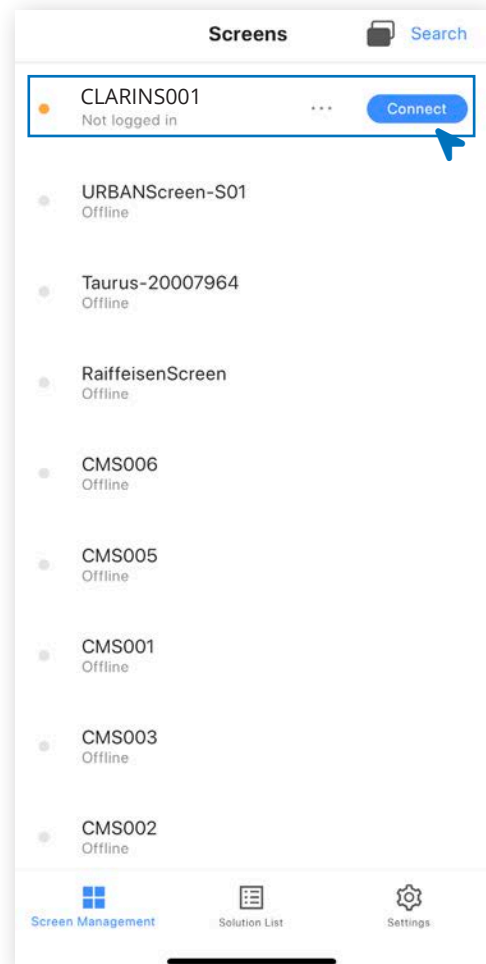 Screens
Search
CLARINS001
Not logged in
...
Connect
URBANScreen-S01
Offline
Taurus-20007964
Offline
RaiffeisenScreen
Offline
CMS006
Offline
CMS005
Offline
CMS001
Offline
CMS003
Offline
CMS002
Offline
Screen Management
Solution List
Settings